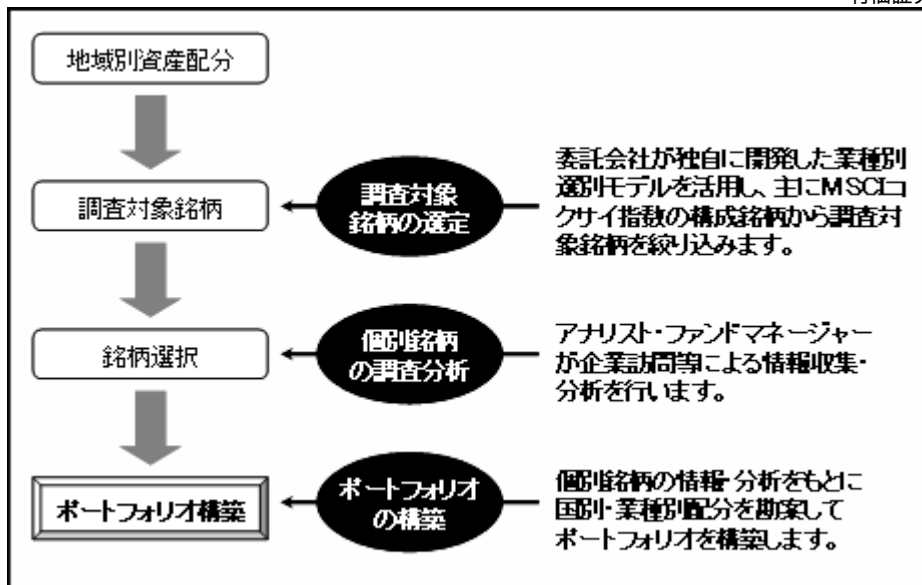 地域別資産配分
調査対象銘柄
調査対象
銘柄の選定
委託会社が独自に開発した業種別
選別モデルを活用し、主にMSCIコ
クサイ指数の構成銘柄から調査対
象銘柄を絞り込みます。
銘柄選択
個別銘柄
の調査分析
アナリスト・ファンドマネージャー
が企業訪問等による情報収集・
分析を行います。
ポートフォリオ構築
ポートフォリオ
の構築
個別銘柄の情報・分析をもとに
国別・業種別配分を勘案して
ポートフォリオを構築します。